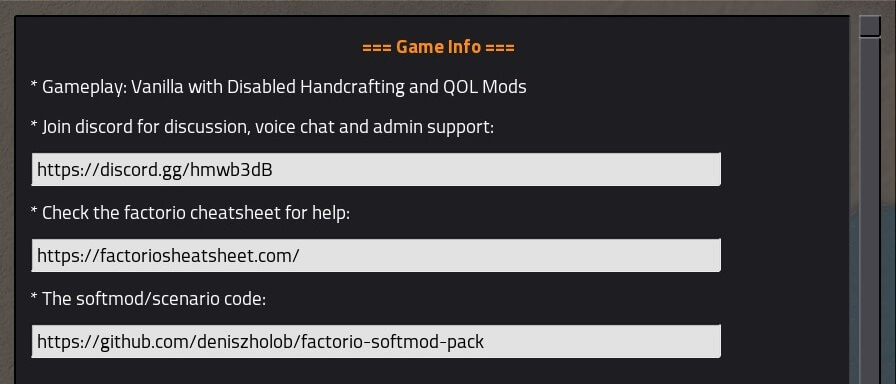 === Game Info ===
* Gameplay: Vanilla with Disabled Handcrafting and QOL Mods
* Join discord for discussion, voice chat and admin support:
https://discord.gg/hmwb3dB
* Check the factorio cheatsheet for help:
https://factoriosheatsheet.com/
* The softmod/scenario code:
https://github.com/deniszholob/factorio-softmod-pack